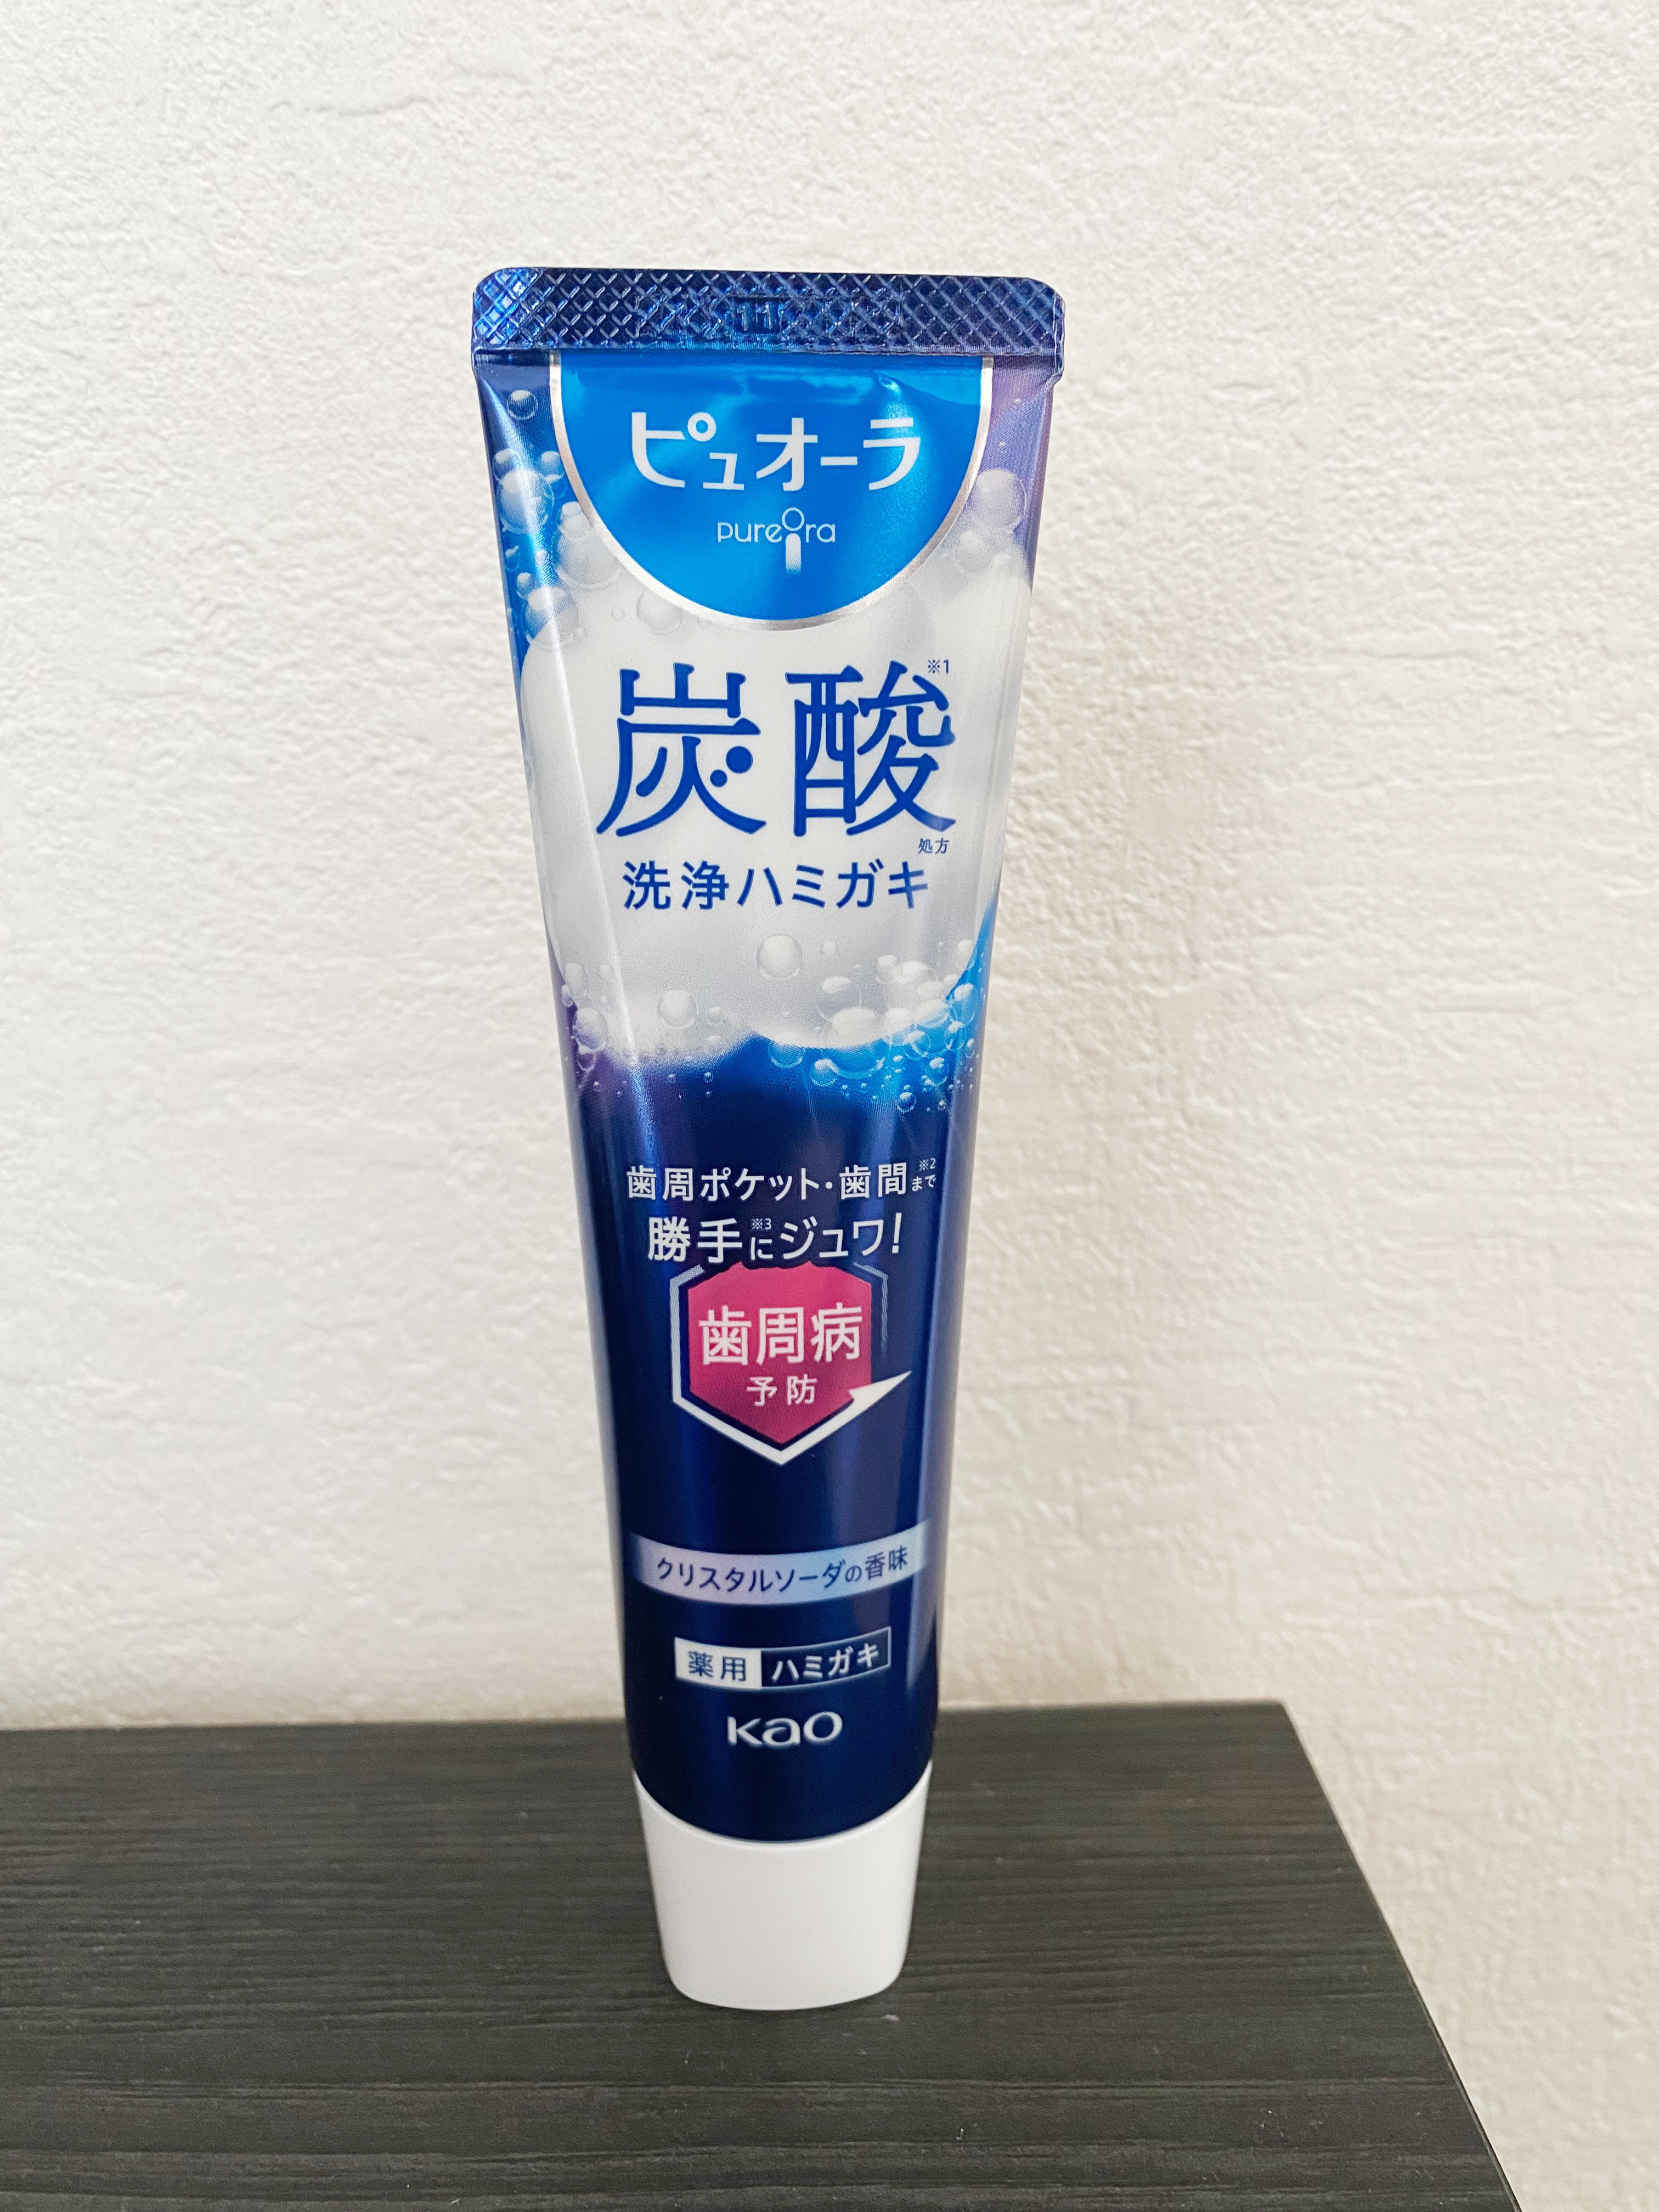 ピュオーラ
pureora
炭酸※1
処方
洗浄ハミガキ
歯周ポケット・歯間※2まで
勝手※3にジュワ!
歯周病
予防
クリスタルソーダの香味
薬用 ハミガキ
Kao